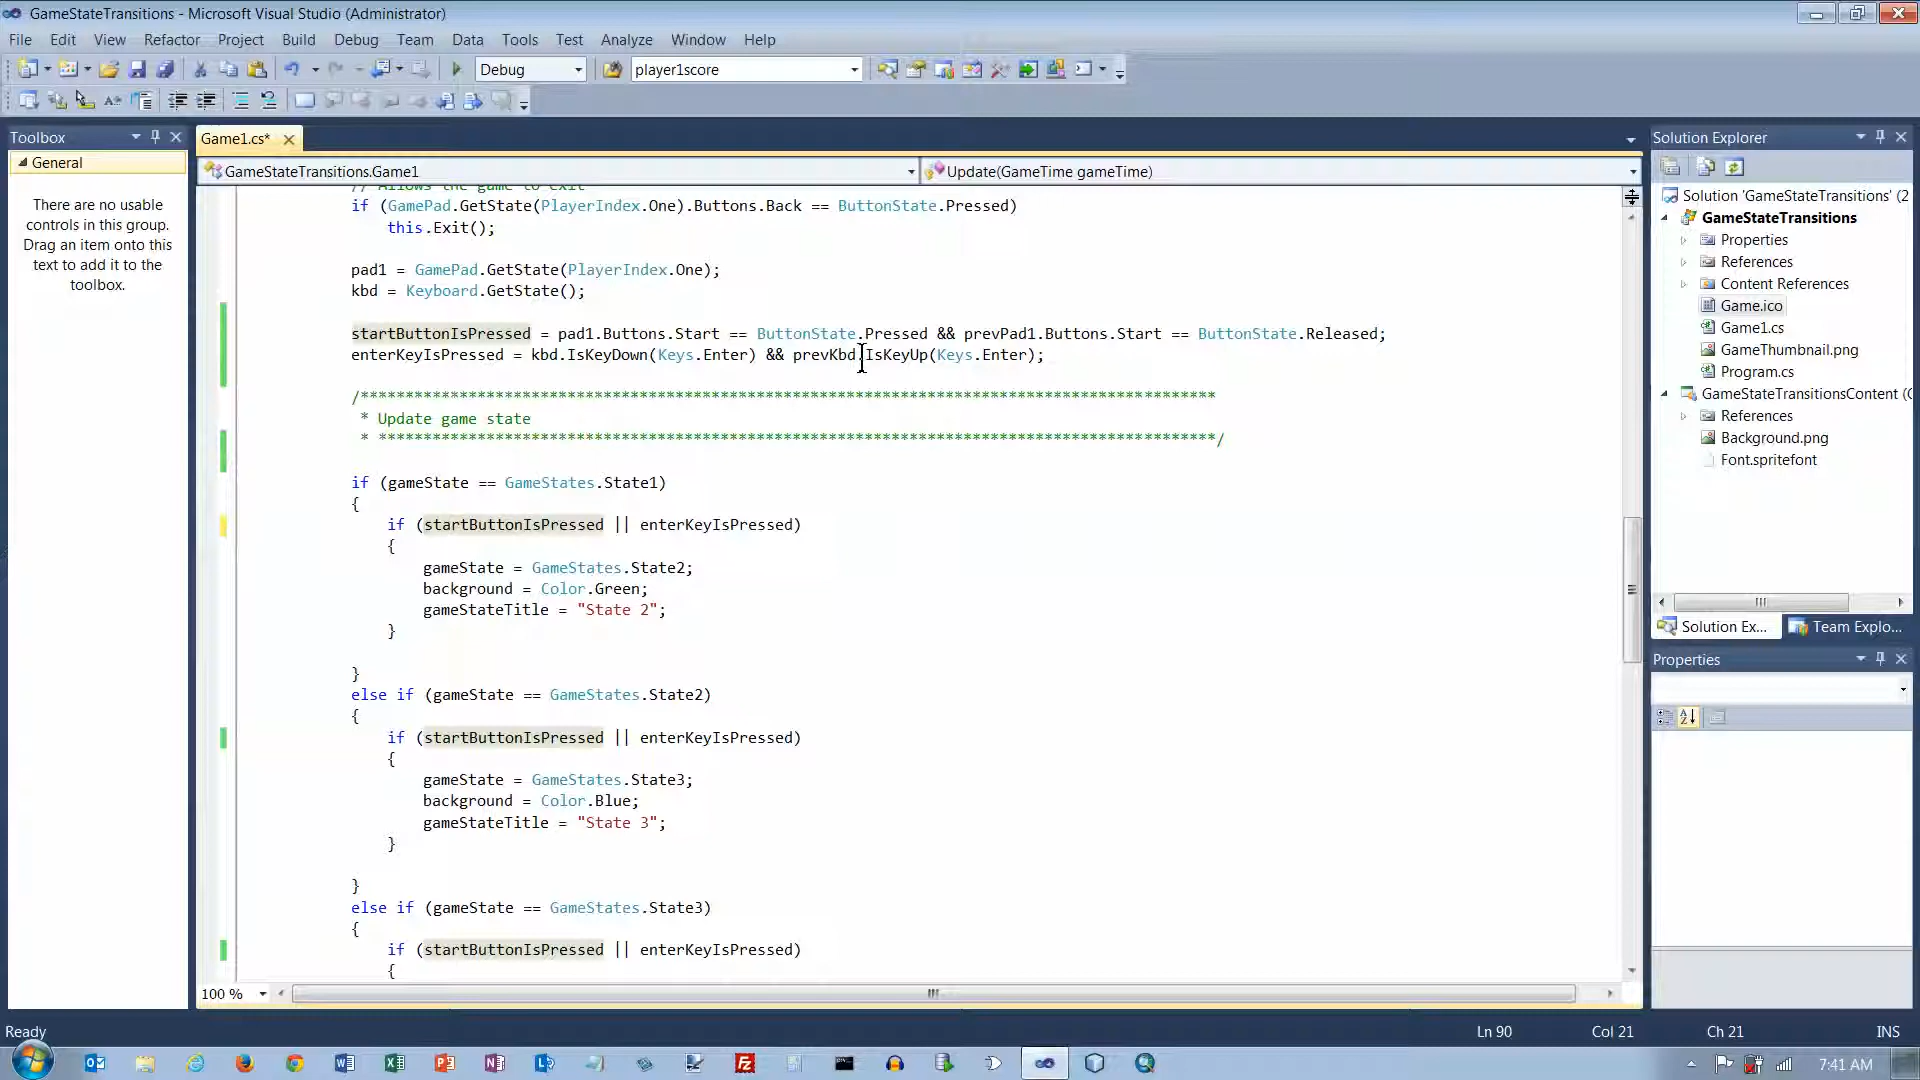 GameStateTransitions - Microsoft Visual Studio (Administrator)
File Edit View Refactor Project Build Debug Team Data Tools Test Analyze Window Help
Debug player1score
Toolbox
General
There are no usable
controls in this group.
Drag an item onto this
text to add it to the
toolbox.
Game1.cs*
GameStateTransitions.Game1
Update(GameTime gameTime)
// Allows the game to exit
if (GamePad.GetState(PlayerIndex.One).Buttons.Back == ButtonState.Pressed)
this.Exit();
pad1 = GamePad.GetState(PlayerIndex.One);
kbd = Keyboard.GetState();
startButtonIsPressed = pad1.Buttons.Start == ButtonState.Pressed && prevPad1.Buttons.Start == ButtonState.Released;
enterKeyIsPressed = kbd.IsKeyDown(Keys.Enter) && prevKbd.IsKeyUp(Keys.Enter);
/***********************************************************************************************
* Update game state
* *********************************************************************************************/
if (gameState == GameStates.State1)
{
if (startButtonIsPressed || enterKeyIsPressed)
{
gameState = GameStates.State2;
background = Color.Green;
gameStateTitle = "State 2";
}
}
else if (gameState == GameStates.State2)
{
if (startButtonIsPressed || enterKeyIsPressed)
{
gameState = GameStates.State3;
background = Color.Blue;
gameStateTitle = "State 3";
}
}
else if (gameState == GameStates.State3)
{
if (startButtonIsPressed || enterKeyIsPressed)
{
100 %
Solution Explorer
Solution 'GameStateTransitions' (2
GameStateTransitions
Properties
References
Content References
Game.ico
Game1.cs
GameThumbnail.png
Program.cs
GameStateTransitionsContent (
References
Background.png
Font.spritefont
Solution Ex... Team Explo...
Properties
Ready Ln 90 Col 21 Ch 21 INS
7:41 AM